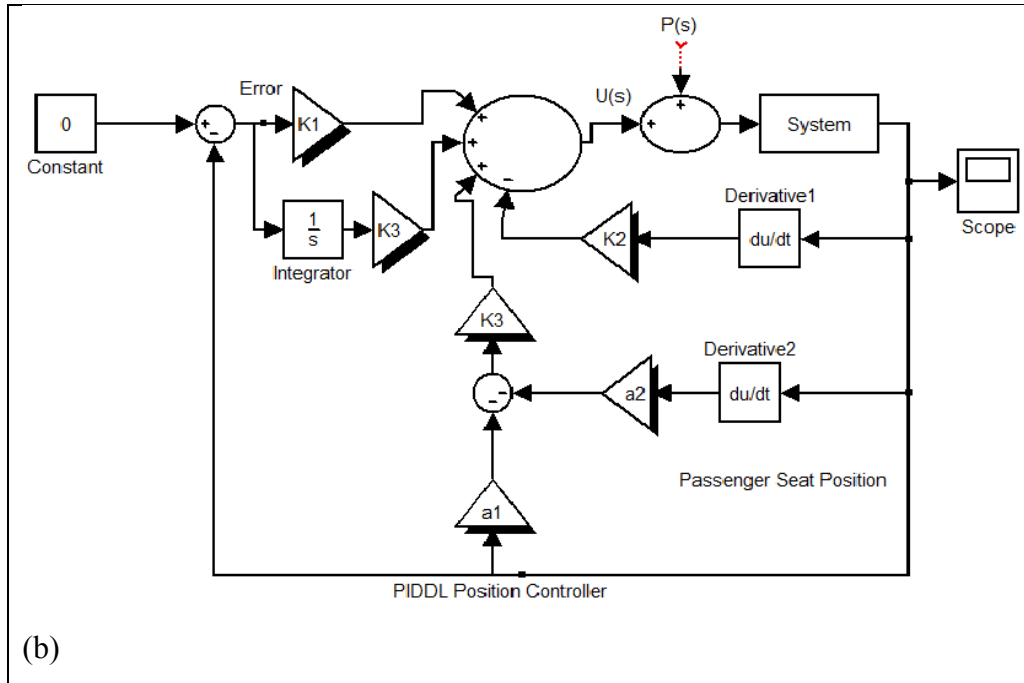 P(s)
Error
U(s)
0
+
-
K1
+
+
+
-
+
+
System
Constant
Derivative1
1
s
K3
K2
du/dt
Scope
Integrator
K3
Derivative2
-
-
a2
du/dt
Passenger Seat Position
a1
PIDDL Position Controller
(b)